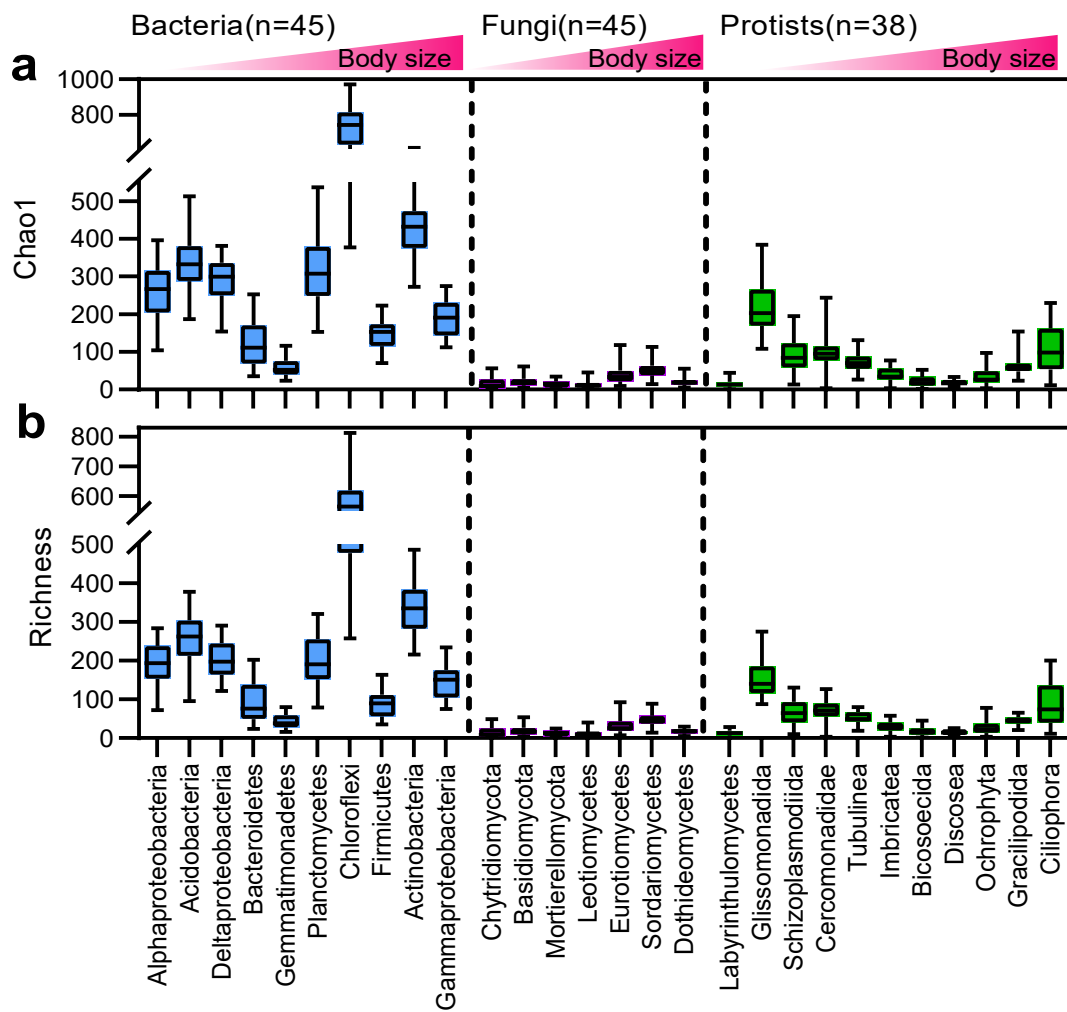 Bacteria(n=45) Fungi(n=45) Protists(n=38)
a Body size Body size Body size
1000
800
500
400
300
200
100
0
Chao1
b
800
700
600
500
400
300
200
100
0
Richness
Alphaproteobacteria
Acidobacteria
Deltaproteobacteria
Bacteroidetes
Gemmatimonadetes
Planctomycetes
Chloroflexi
Firmicutes
Actinobacteria
Gammaproteobacteria
Chytridiomycota
Basidiomycota
Mortierellomycota
Leotiomycetes
Eurotiomycetes
Sordariomycetes
Dothideomycetes
Labyrinthulomycetes
Glissomonadida
Schizoplasmodiida
Cercomonadidae
Tubulinea
Imbricatea
Bicosoecida
Discosea
Ochrophyta
Gracilipodida
Ciliophora